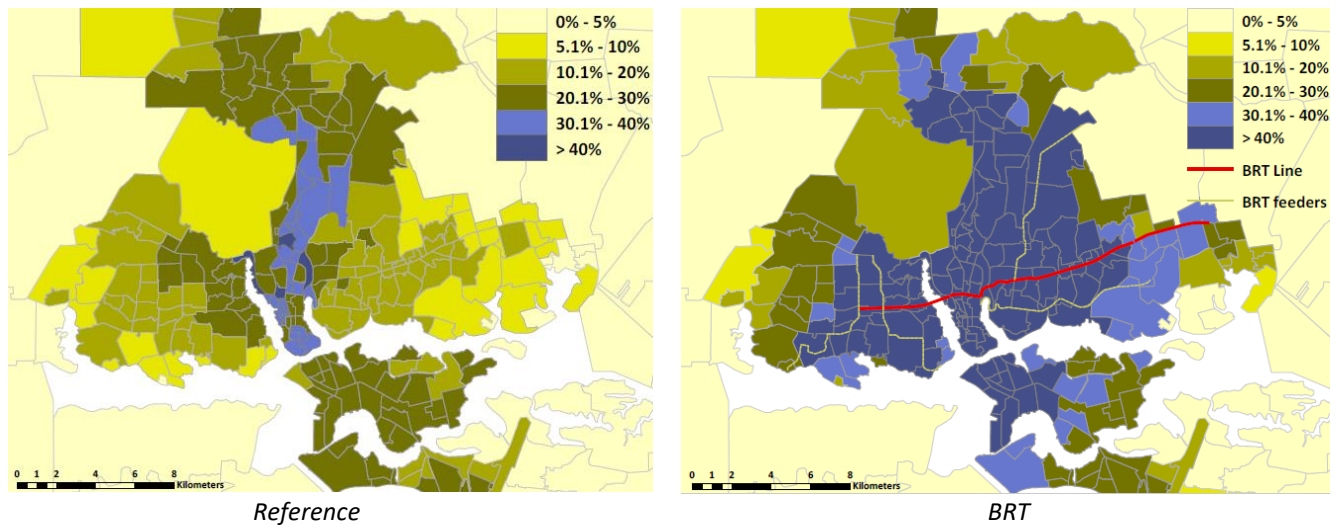 0% - 5%
5.1% - 10%
10.1% - 20%
20.1% - 30%
30.1% - 40%
> 40%
0 1 2 4 6 8
Kilometers
Reference
0% - 5%
5.1% - 10%
10.1% - 20%
20.1% - 30%
30.1% - 40%
> 40%
BRT Line
BRT feeders
0 1 2 4 6 8
Kilometers
BRT